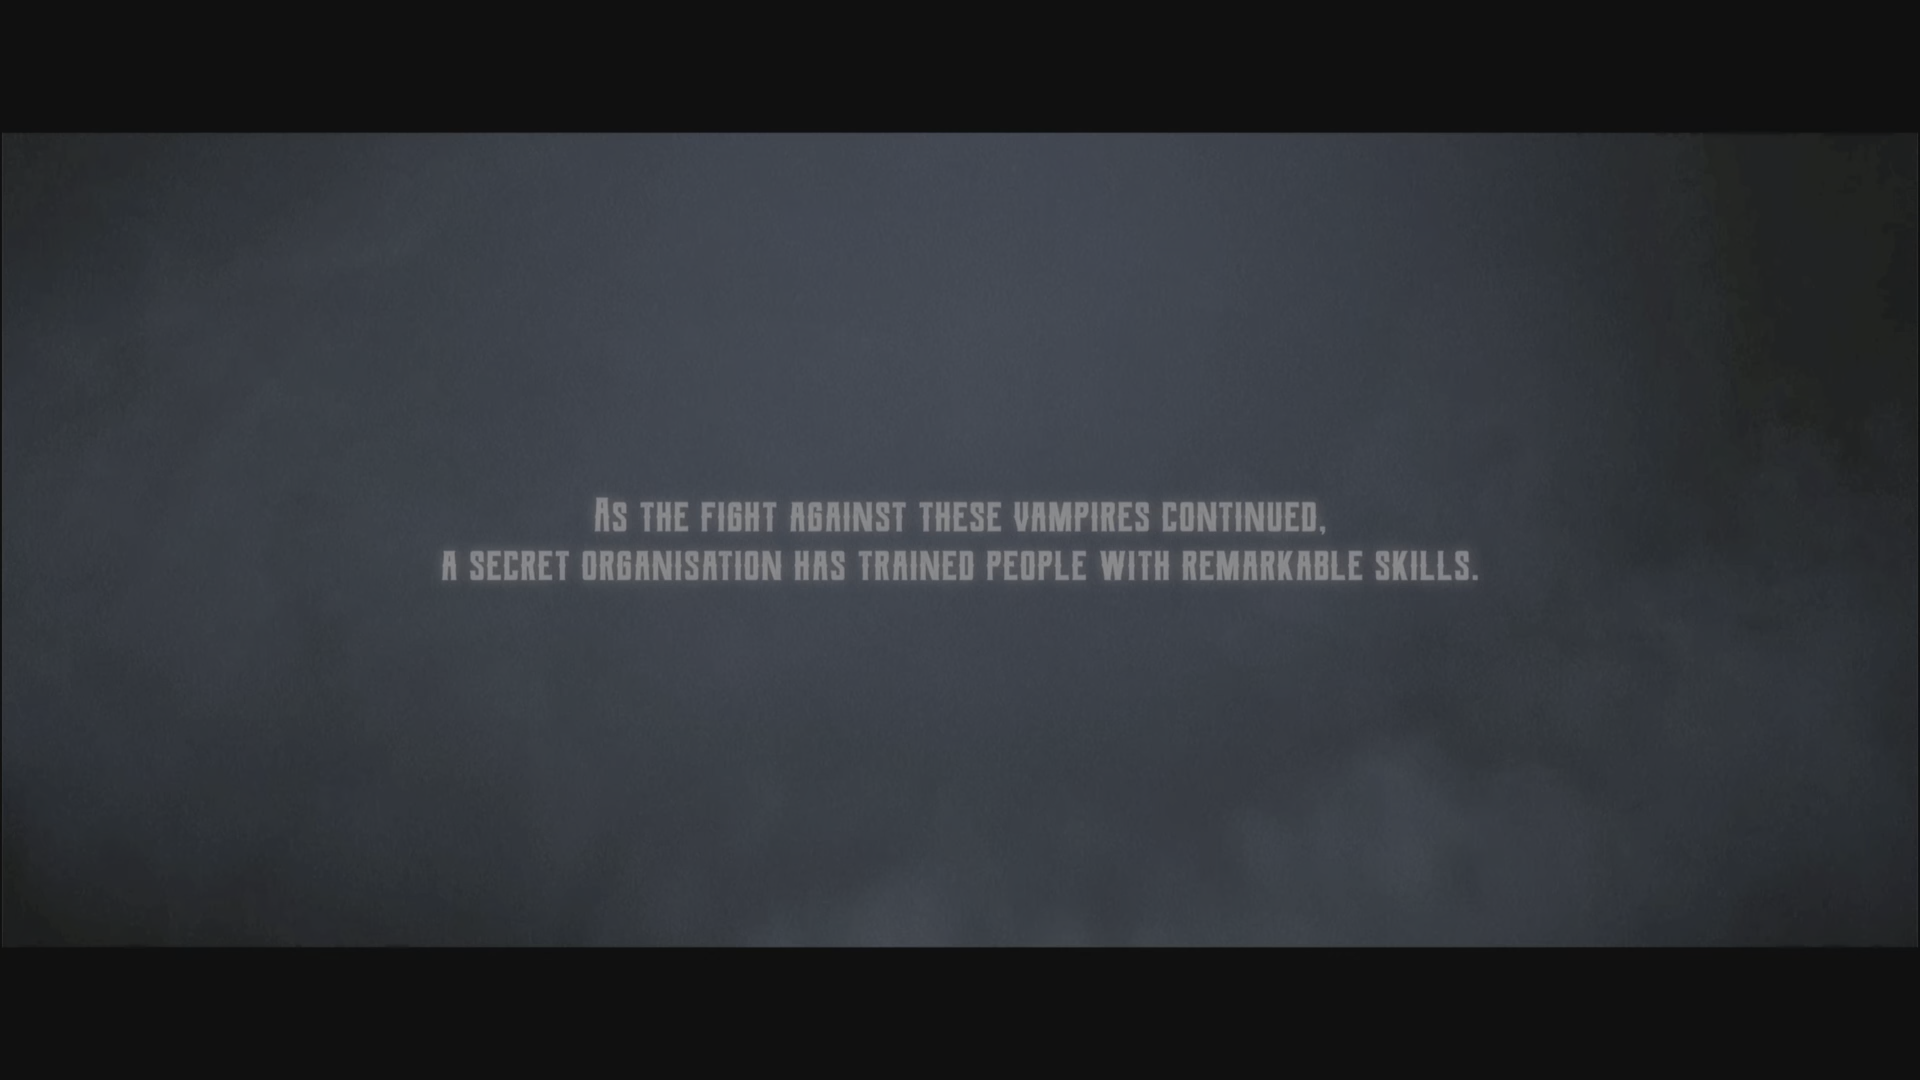 As the fight against these vampires continued,
a secret organisation has trained people with remarkable skills.